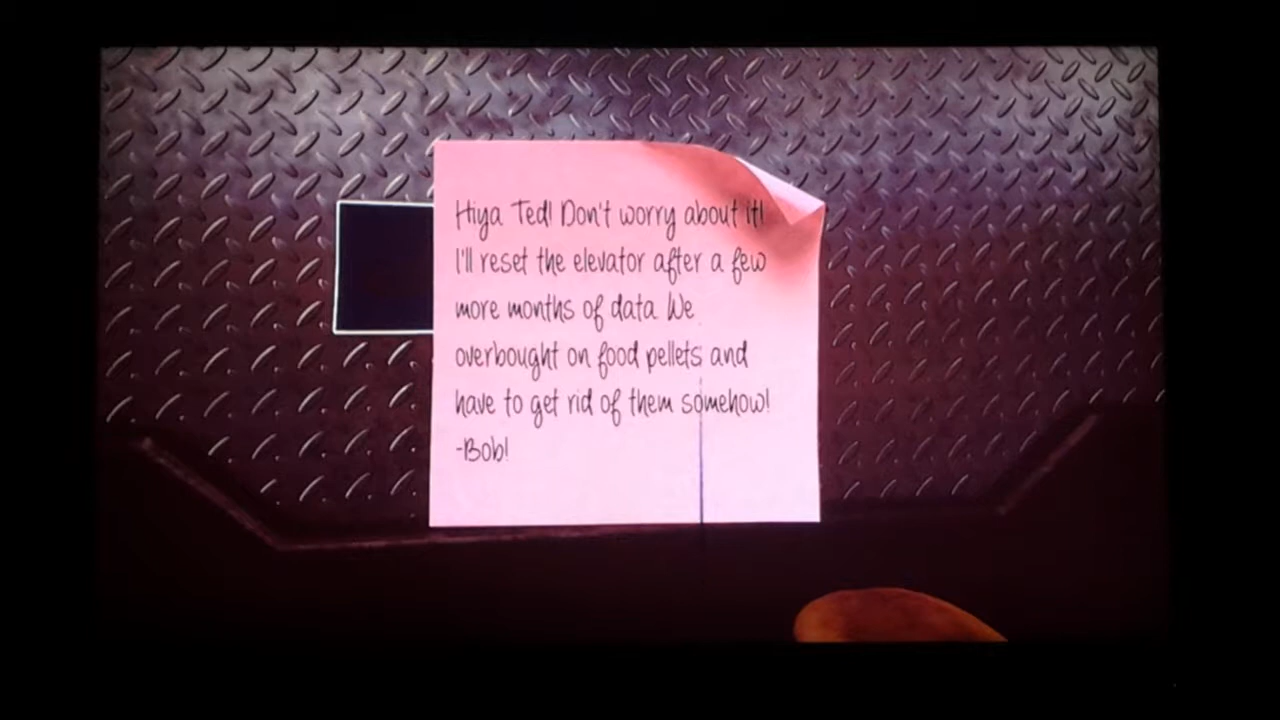 Hiya Ted! Don't worry about it!
I'll reset the elevator after a few
more months of data. We
overbought on food pellets and
have to get rid of them somehow!
-Bob!